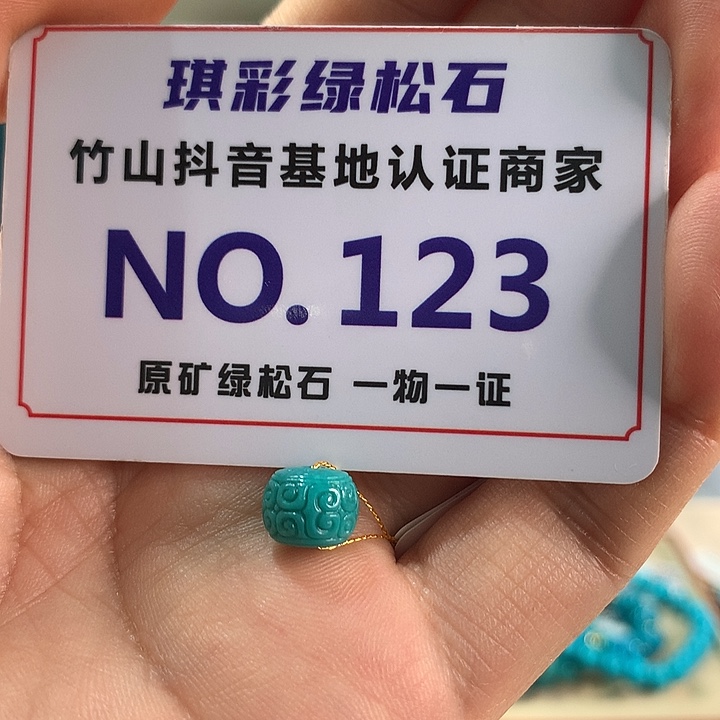 琪彩绿松石
竹山抖音基地认证商家
NO.123
原矿绿松石 一物一证